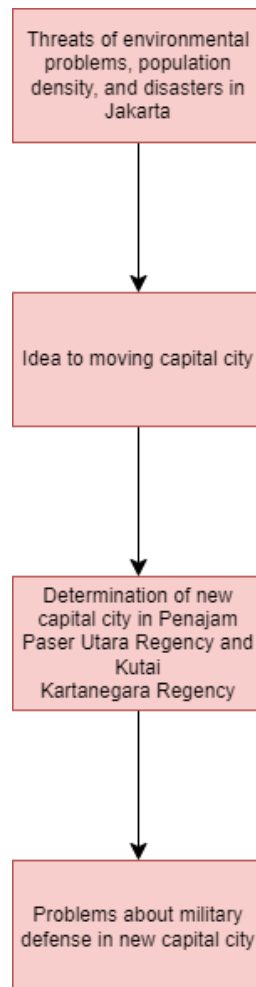 Threats of environmental
problems, population
density, and disasters in
Jakarta
Idea to moving capital city
Determination of new
capital city in Penajam
Paser Utara Regency and
Kutai
Kartanegara Regency
Problems about military
defense in new capital city